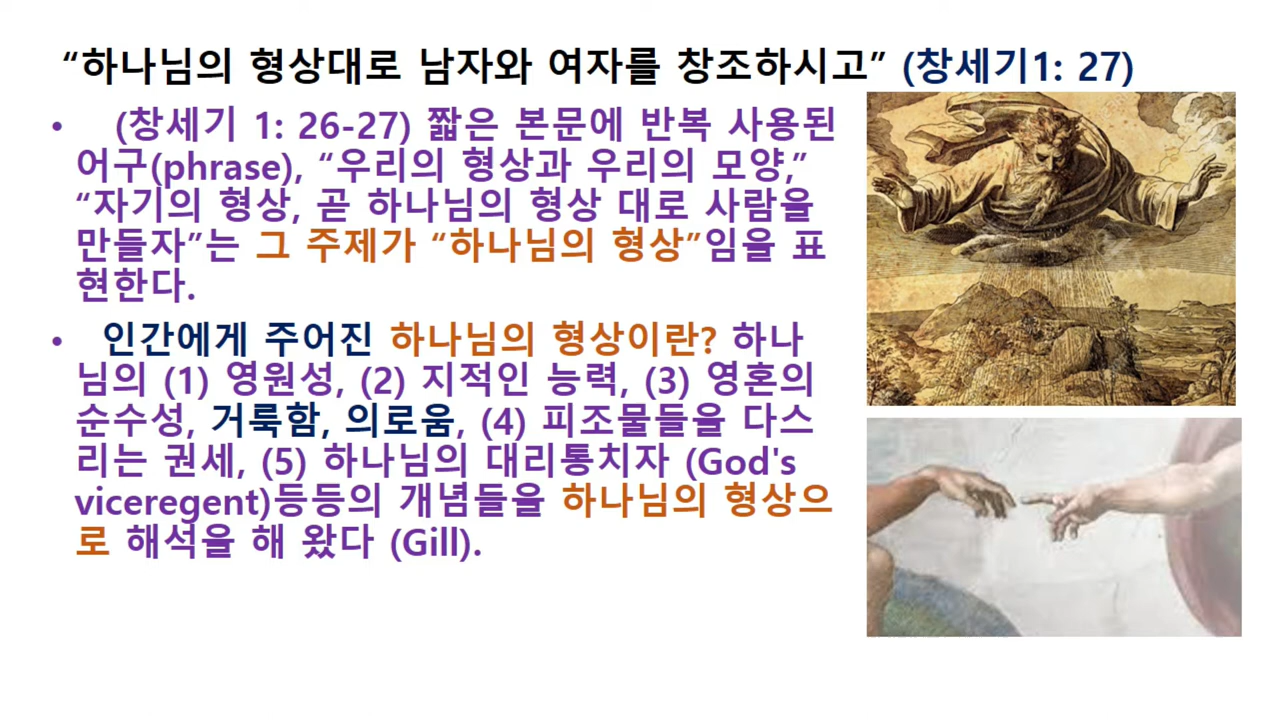 “하나님의 형상대로 남자와 여자를 창조하시고” (창세기1: 27)
• (창세기 1: 26-27) 짧은 본문에 반복 사용된
어구(phrase), “우리의 형상과 우리의 모양,”
“자기의 형상, 곧 하나님의 형상 대로 사람을
만들자”는 그 주제가 “하나님의 형상”임을 표
현한다.
• 인간에게 주어진 하나님의 형상이란? 하나
님의 (1) 영원성, (2) 지적인 능력, (3) 영혼의
순수성, 거룩함, 의로움, (4) 피조물들을 다스
리는 권세, (5) 하나님의 대리통치자 (God's
viceregent)등등의 개념들을 하나님의 형상으
로 해석을 해 왔다 (Gill).